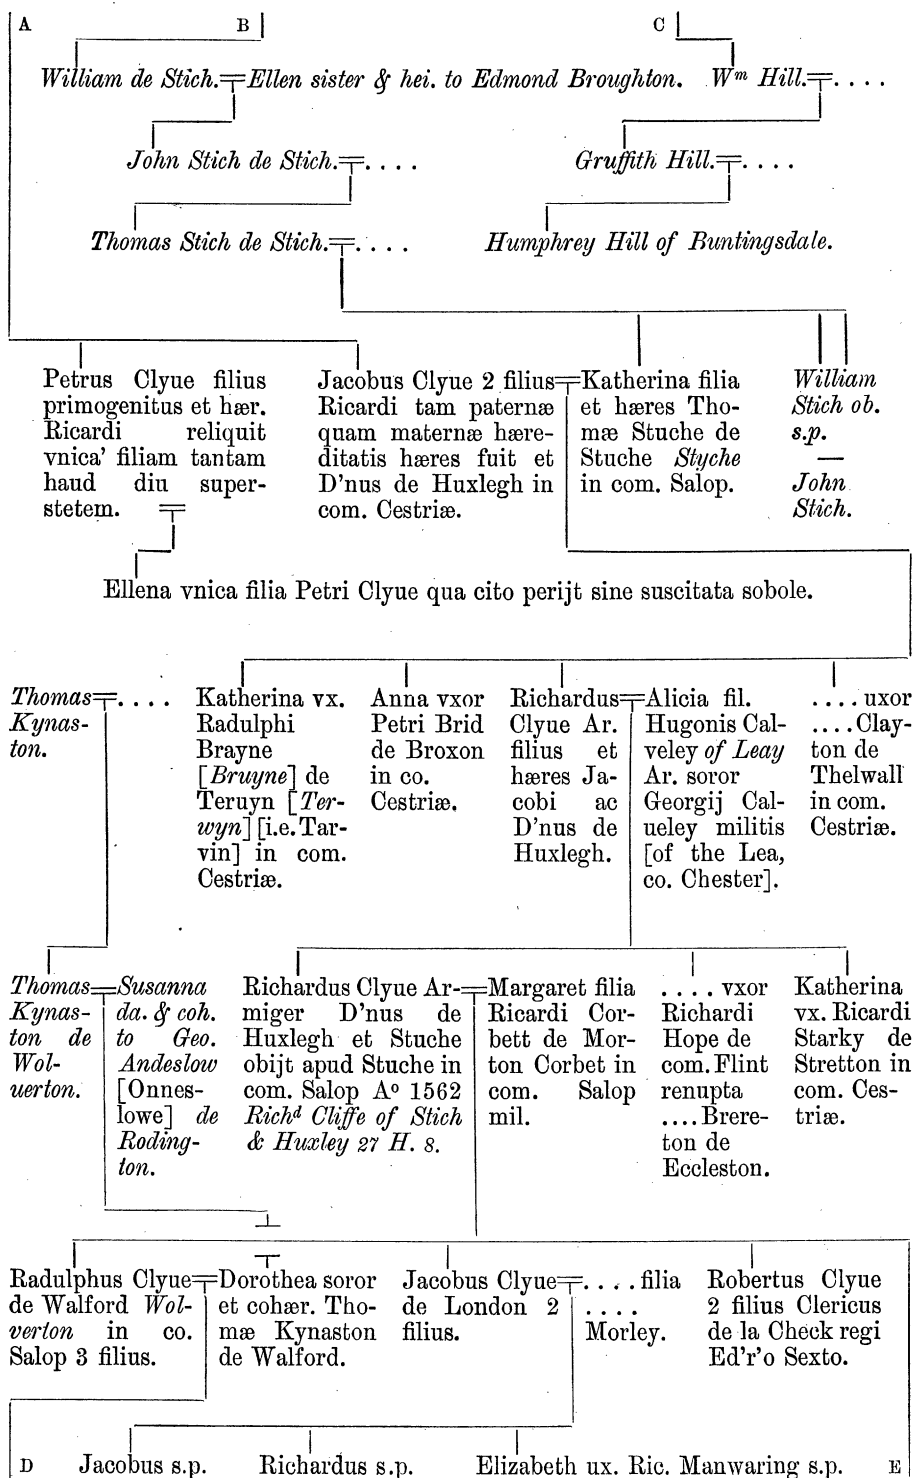 A B C
William de Stich.=Ellen sister & hei. to Edmond Broughton. Wm Hill.=....
John Stich de Stich.=.... Gruffith Hill.=....
Thomas Stich de Stich.=.... Humphrey Hill of Buntingsdale.
Petrus Clyue filius
primogenitus et hær.
Ricardi reliquit
vnica' filiam tantam
haud diu super-
stetem. =
Jacobus Clyue 2 filius=
Ricardi tam paternæ
quam maternæ hære-
ditatis hæres fuit et
D'nus de Huxlegh in
com. Cestriæ.
Katherina filia
et hæres Tho-
mæ Stuche de
Stuche Styche
in com. Salop.
William
Stich ob.
s.p.
—
John
Stich.
Ellena vnica filia Petri Clyue qua cito perijt sine suscitata sobole.
Thomas=....
Kynas-
ton.
Katherina vx.
Radulphi
Brayne
[Bruyne] de
Teruyn [Ter-
wyn] [i.e. Tar-
vin] in com.
Cestriæ.
Anna vxor
Petri Brid
de Broxon
in co.
Cestriæ.
Richardus=
Clyue Ar.
filius et
hæres Ja-
cobi ac
D'nus de
Huxlegh.
Alicia fil.
Hugonis Cal-
veley of Leay
Ar. soror
Georgij Cal-
ueley militis
[of the Lea,
co. Chester].
.... uxor
....Clay-
ton de
Thelwall
in com.
Cestriæ.
Thomas=
Kynas-
ton de
Wol-
uerton.
Susanna
da. & coh.
to Geo.
Andeslow
[Onnes-
lowe] de
Roding-
ton.
Richardus Clyue Ar-=
miger D'nus de
Huxlegh et Stuche
obijt apud Stuche in
com. Salop Ao 1562
Richd Cliffe of Stich
& Huxley 27 H. 8.
Margaret filia
Ricardi Cor-
bett de Mor-
ton Corbet in
com. Salop
mil.
.... vxor
Richardi
Hope de
com. Flint
renupta
....Brere-
ton de
Eccleston.
Katherina
vx. Ricardi
Starky de
Stretton in
com. Ces-
triæ.
Radulphus Clyue=
de Walford Wol-
verton in co.
Salop 3 filius.
Dorothea soror
et cohær. Tho-
mæ Kynaston
de Walford.
Jacobus Clyue=
de London 2
filius.
.... filia
....
Morley.
Robertus Clyue
2 filius Clericus
de la Check regi
Ed'r'o Sexto.
D Jacobus s.p. Richardus s.p. Elizabeth ux. Ric. Manwaring s.p. E